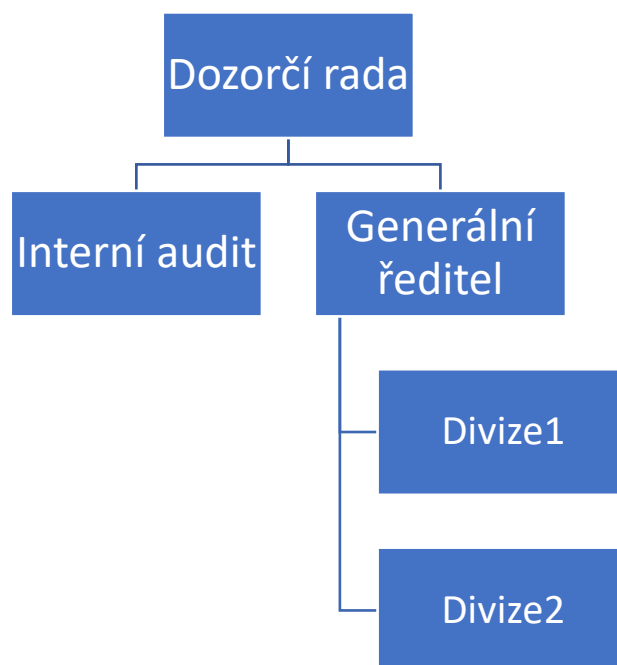 Dozorčí rada
Interní audit
Generální
ředitel
Divize1
Divize2